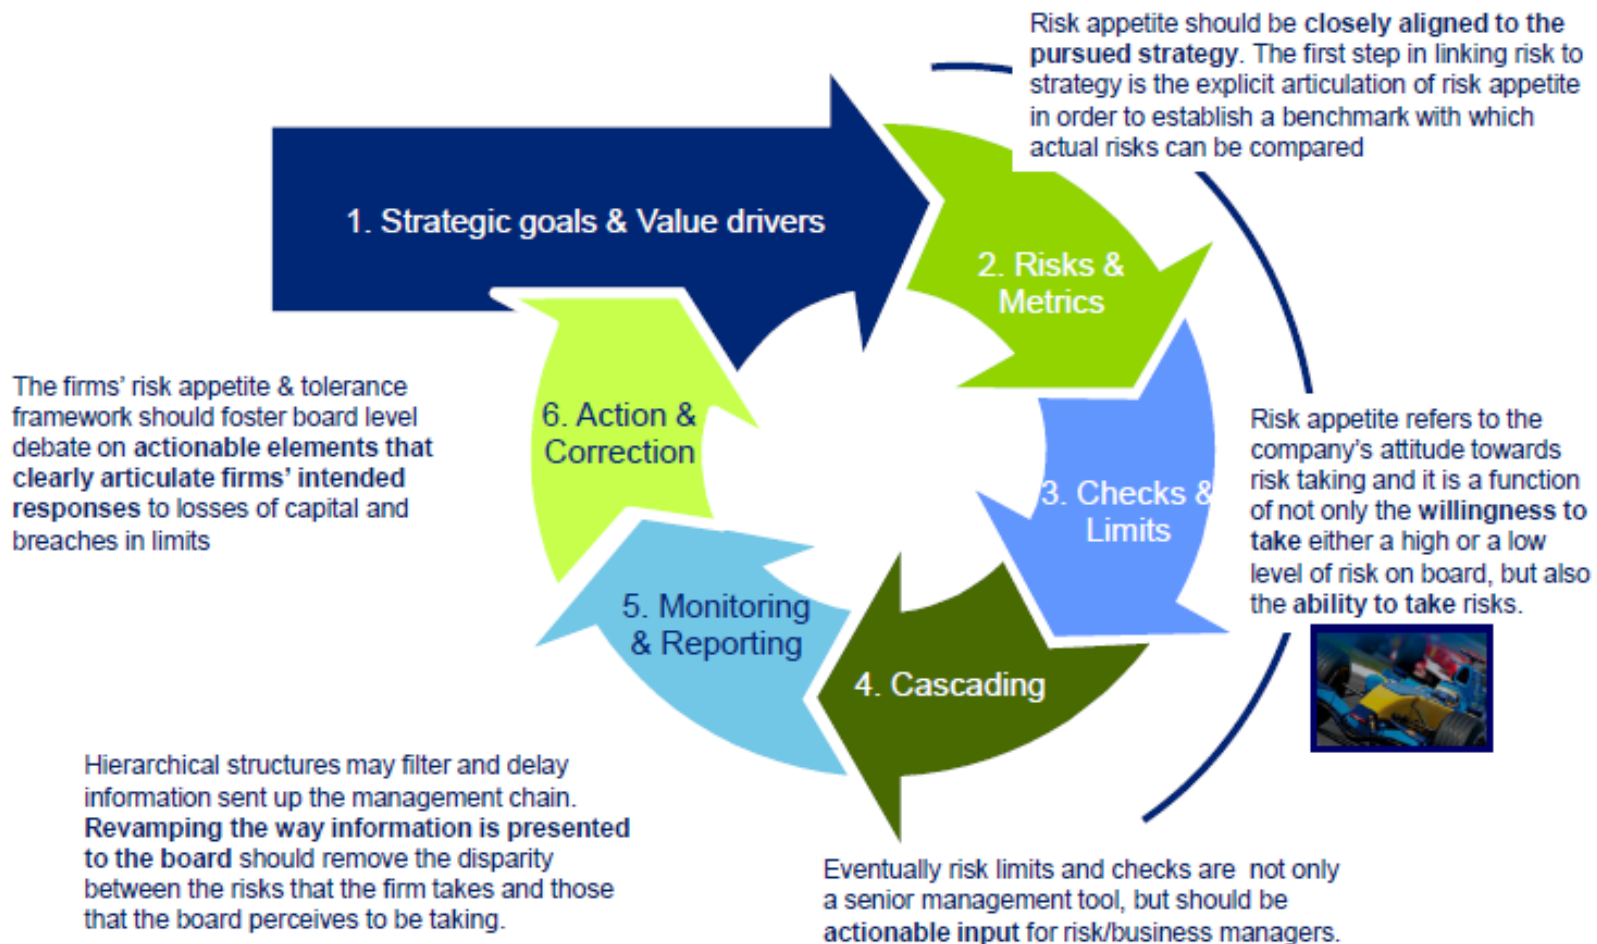 Risk appetite should be closely aligned to the
pursued strategy. The first step in linking risk to
strategy is the explicit articulation of risk appetite
in order to establish a benchmark with which
actual risks can be compared
1. Strategic goals & Value drivers
2. Risks &
Metrics
3. Checks &
Limits
4. Cascading
5. Monitoring
& Reporting
6. Action &
Correction
The firms' risk appetite & tolerance
framework should foster board level
debate on actionable elements that
clearly articulate firms' intended
responses to losses of capital and
breaches in limits
Risk appetite refers to the
company's attitude towards
risk taking and it is a function
of not only the willingness to
take either a high or a low
level of risk on board, but also
the ability to take risks.
Hierarchical structures may filter and delay
information sent up the management chain.
Revamping the way information is presented
to the board should remove the disparity
between the risks that the firm takes and those
that the board perceives to be taking.
Eventually risk limits and checks are not only
a senior management tool, but should be
actionable input for risk/business managers.